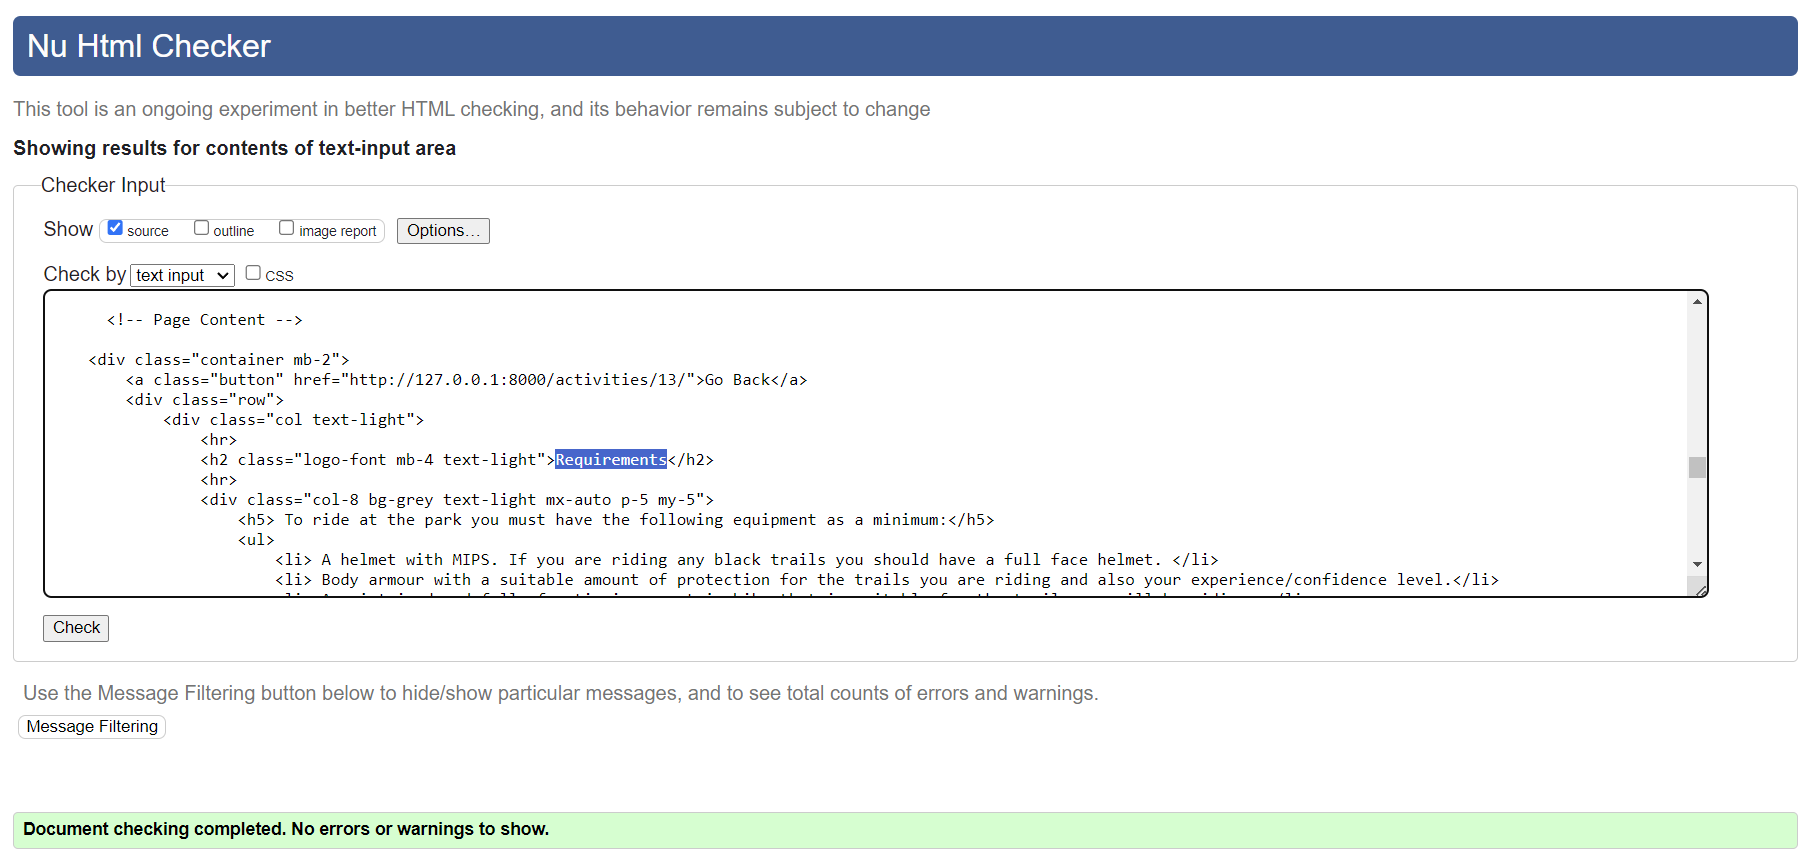 Nu Html Checker
This tool is an ongoing experiment in better HTML checking, and its behavior remains subject to change
Showing results for contents of text-input area
Checker Input
Show source outline image report Options...
Check by text input CSS
<!-- Page Content -->
<div class="container mb-2">
<a class="button" href="http://127.0.0.1:8000/activities/13/">Go Back</a>
<div class="row">
<div class="col text-light">
<hr>
<h2 class="logo-font mb-4 text-light">Requirements</h2>
<hr>
<div class="col-8 bg-grey text-light mx-auto p-5 my-5">
<h5> To ride at the park you must have the following equipment as a minimum:</h5>
<ul>
<li> A helmet with MIPS. If you are riding any black trails you should have a full face helmet. </li>
<li> Body armour with a suitable amount of protection for the trails you are riding and also your experience/confidence level.</li>
Check
Use the Message Filtering button below to hide/show particular messages, and to see total counts of errors and warnings.
Message Filtering
Document checking completed. No errors or warnings to show.